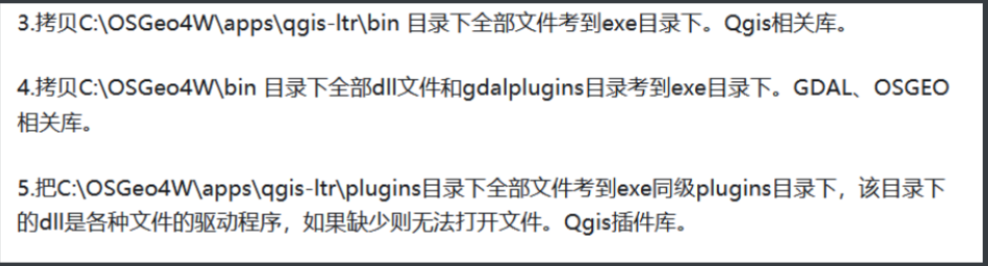 3.拷贝C:\OSGeo4W\apps\qgis-ltr\bin 目录下全部文件考到exe目录下。Qgis相关库。
4.拷贝C:\OSGeo4W\bin 目录下全部dll文件和gdalplugins目录考到exe目录下。GDAL、OSGEO
相关库。
5.把C:\OSGeo4W\apps\qgis-ltr\plugins目录下全部文件考到exe同级plugins目录下，该目录下
的dll是各种文件的驱动程序，如果缺少则无法打开文件。Qgis插件库。